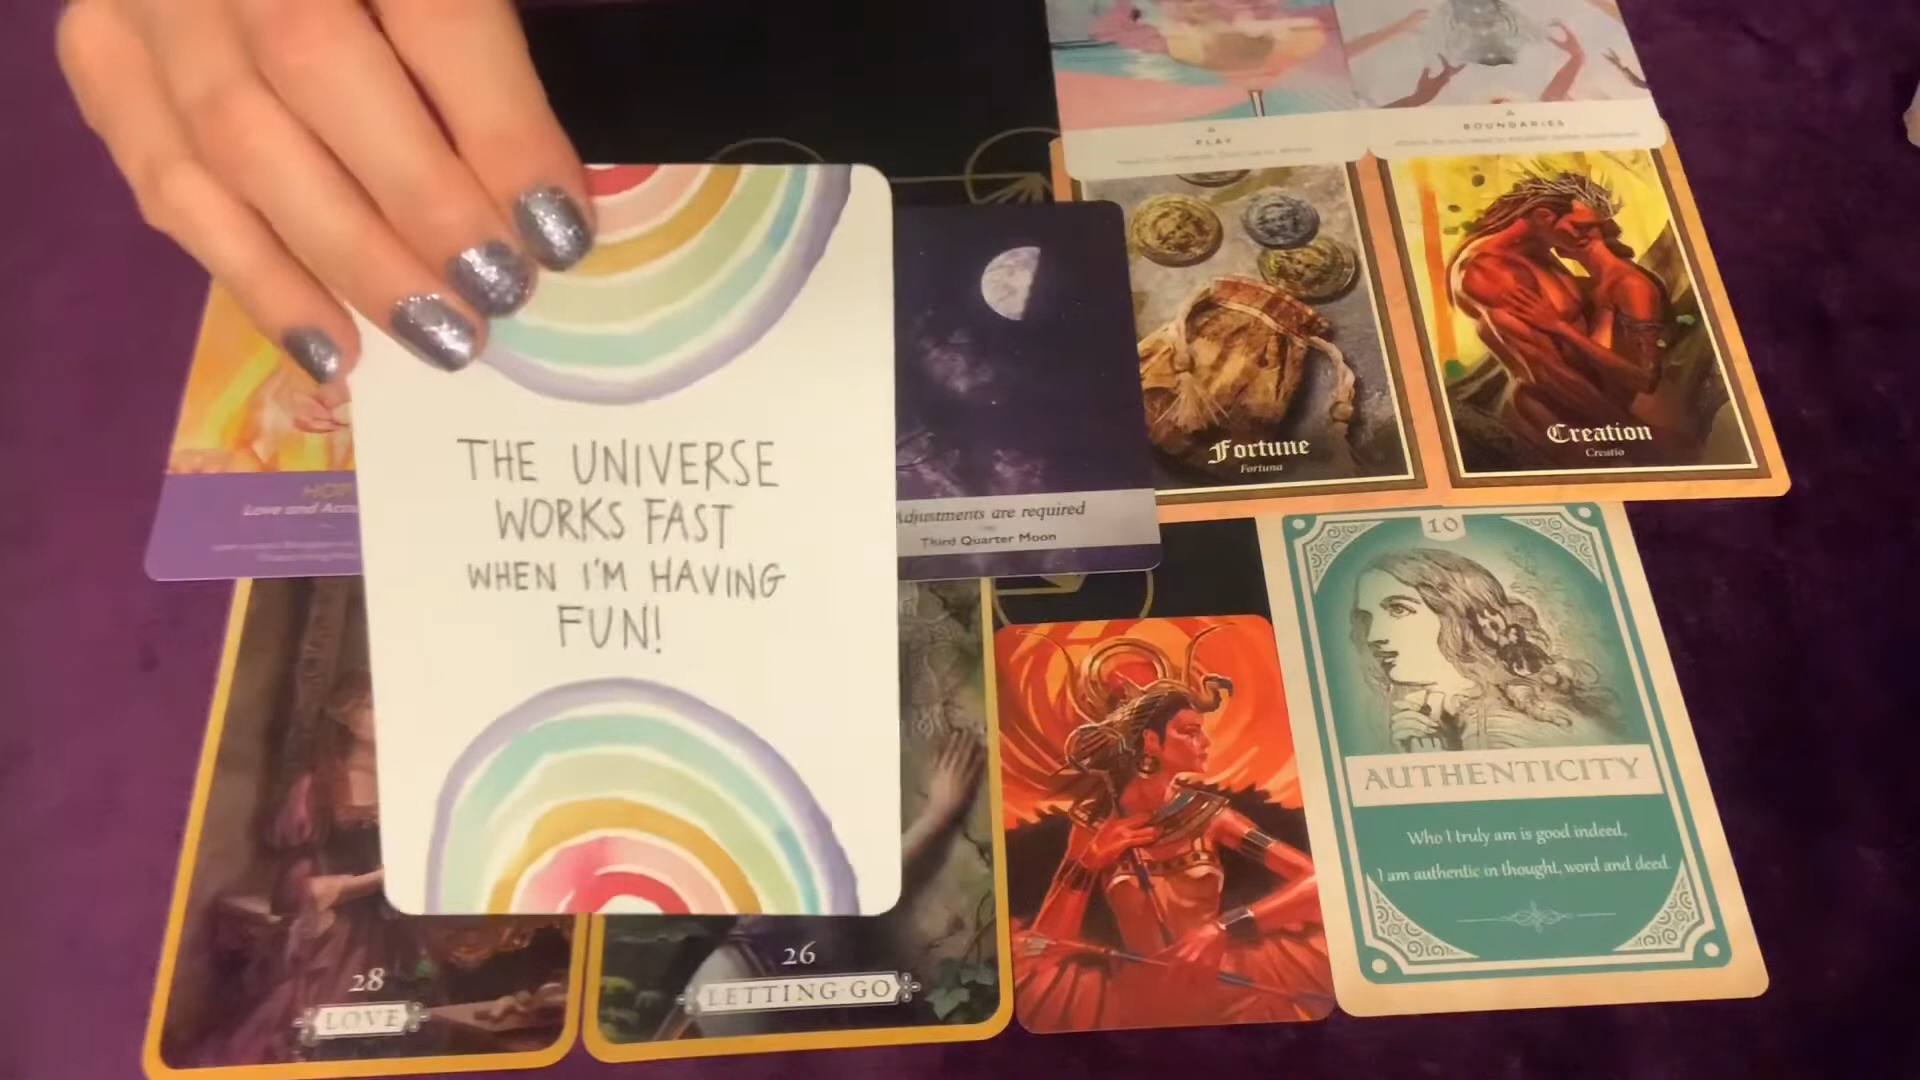 PLAY
BOUNDARIES
Fortune
Fortuna
Creation
Creatio
Love and
THE UNIVERSE
WORKS FAST
WHEN I'M HAVING
FUN!
Adjustments are required
Third Quarter Moon
10
AUTHENTICITY
Who I truly am is good indeed,
I am authentic in thought, word and deed.
28
LOVE
26
LETTING GO